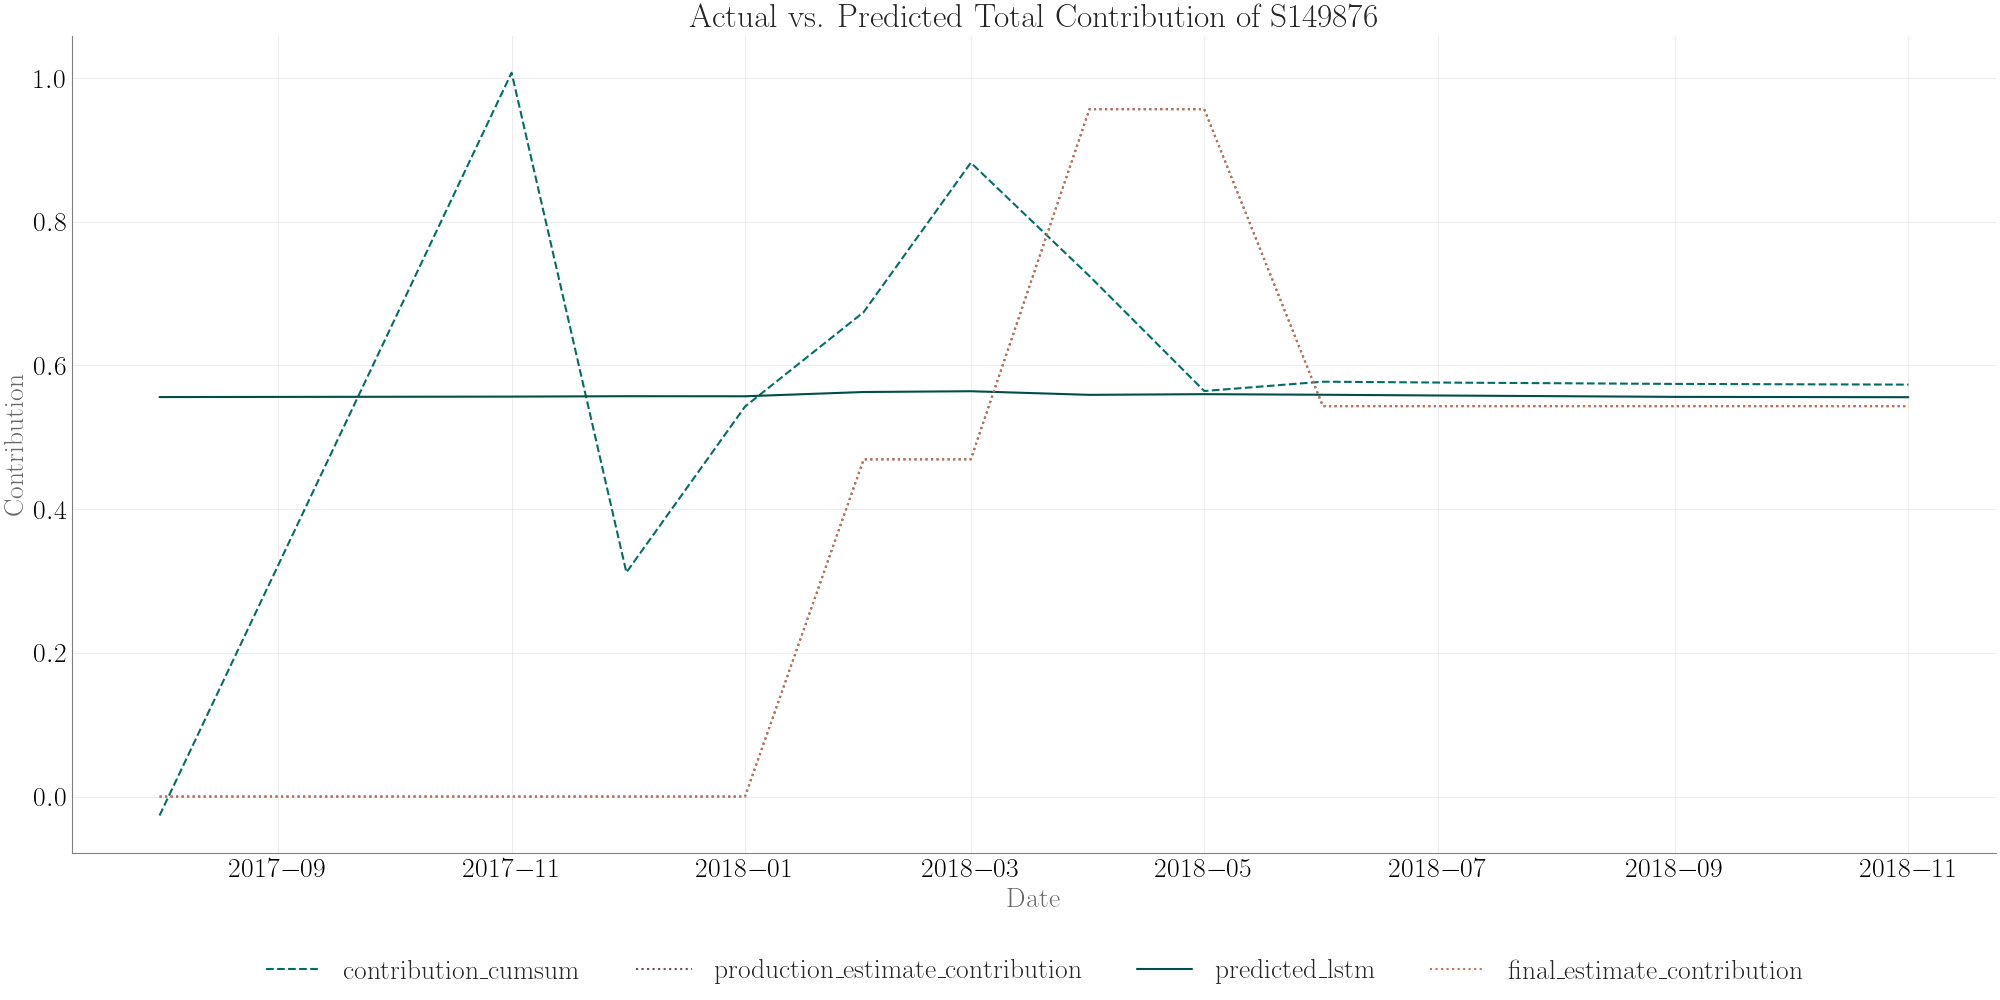 Actual vs. Predicted Total Contribution of S149876
1.0
0.8
0.6
0.4
0.2
0.0
Contribution
2017–09 2017–11 2018–01 2018–03 2018–05 2018–07 2018–09 2018–11
Date
contribution_cumsum production_estimate_contribution predicted_lstm final_estimate_contribution